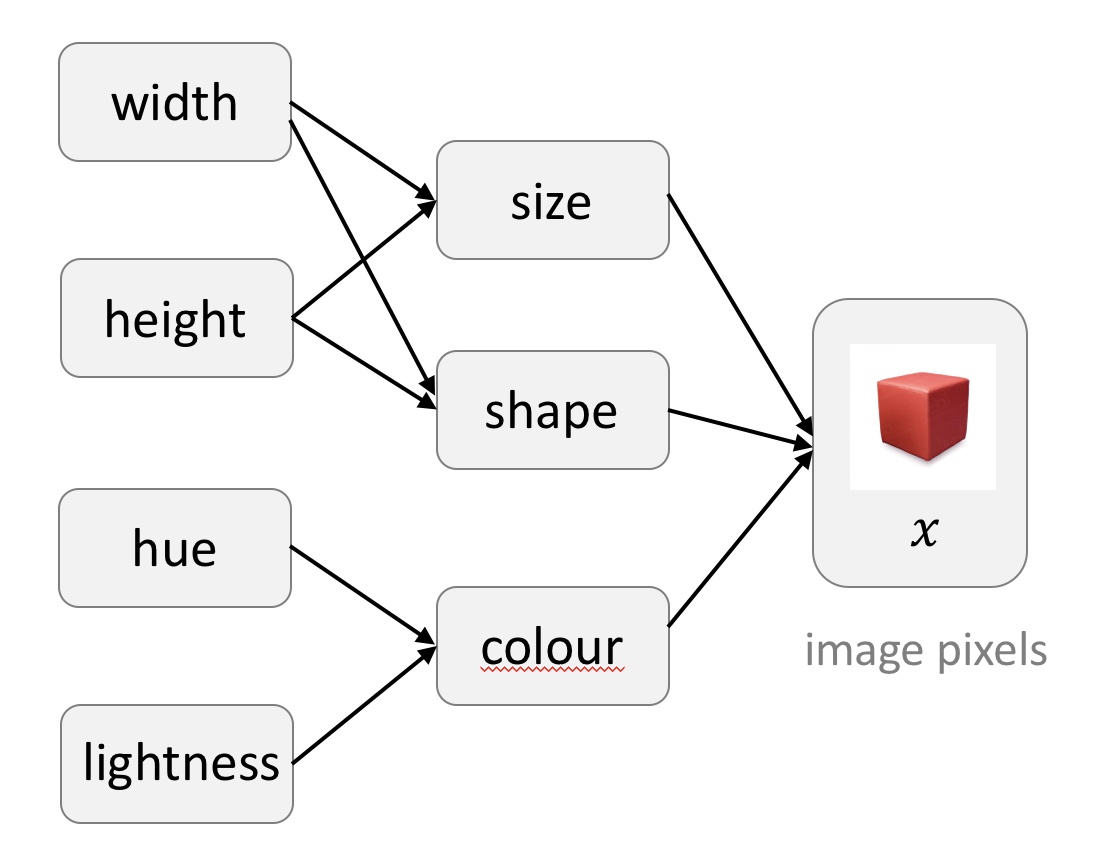 width
height
hue
lightness
size
shape
colour
x
image pixels